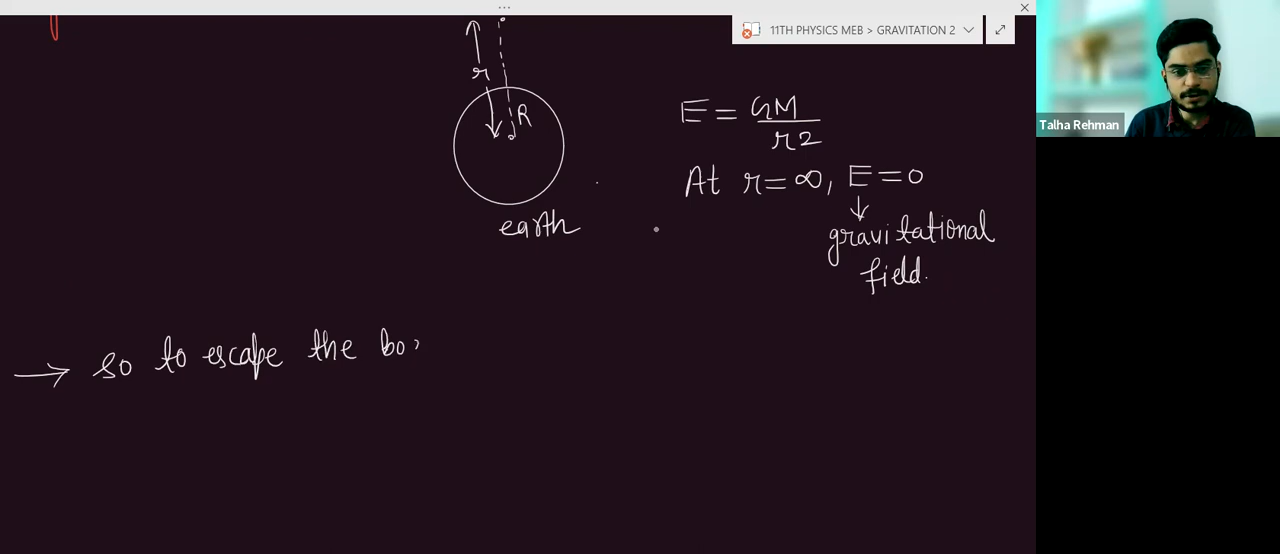 11TH PHYSICS MEB > GRAVITATION 2
Talha Rehman
r
R
earth
E = GM
r2
At r = ∞, E = 0
↓
gravitational
field.
→ so to escape the bo